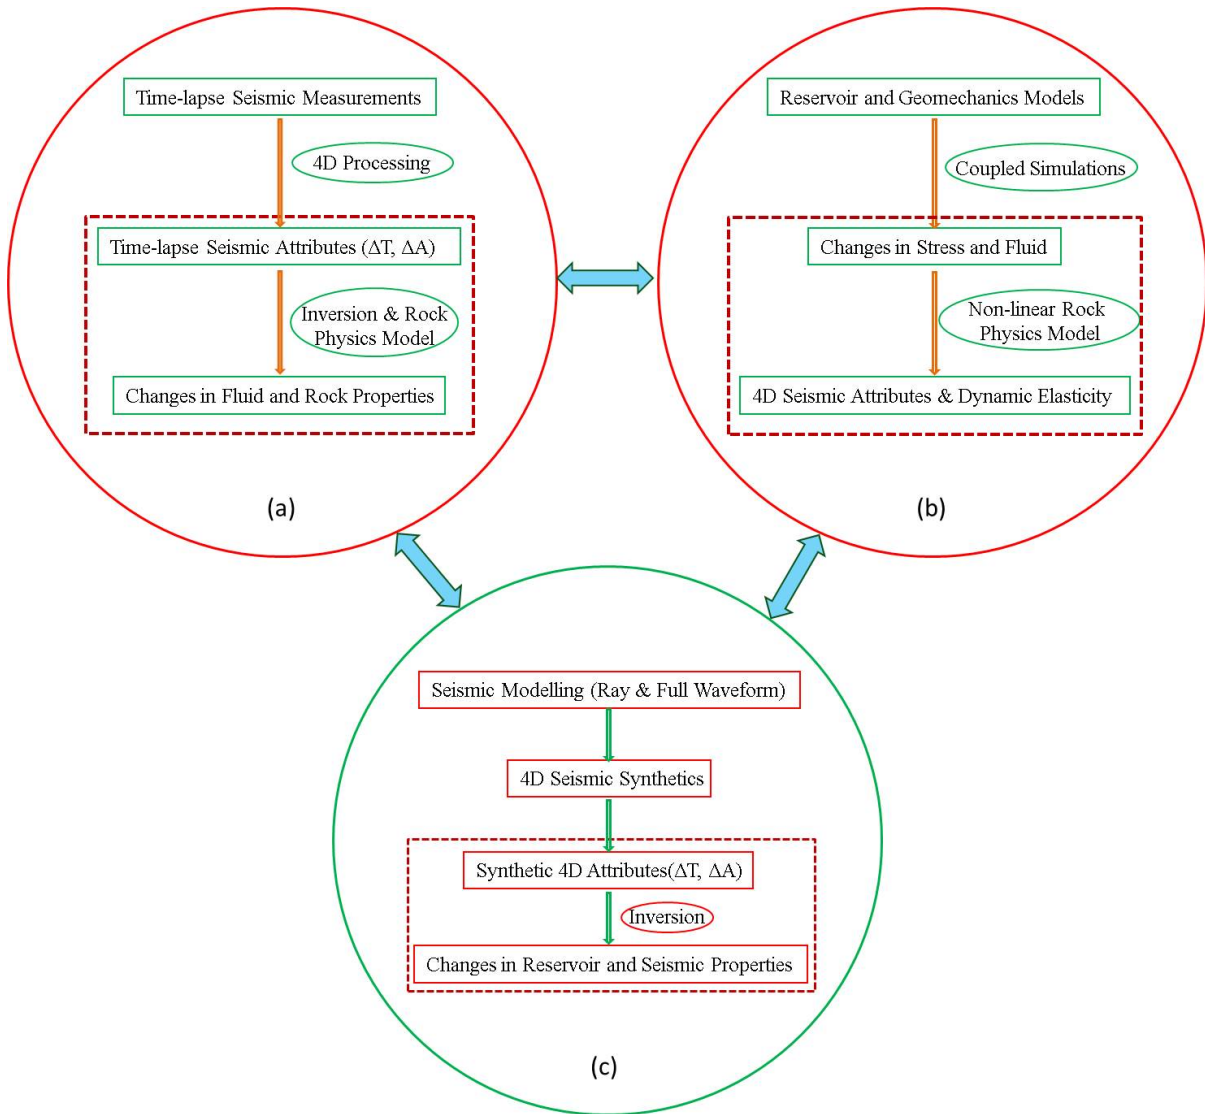 Time-lapse Seismic Measurements
4D Processing
Time-lapse Seismic Attributes (ΔT, ΔA)
Inversion & Rock
Physics Model
Changes in Fluid and Rock Properties
(a)
Reservoir and Geomechanics Models
Coupled Simulations
Changes in Stress and Fluid
Non-linear Rock
Physics Model
4D Seismic Attributes & Dynamic Elasticity
(b)
Seismic Modelling (Ray & Full Waveform)
4D Seismic Synthetics
Synthetic 4D Attributes(ΔT, ΔA)
Inversion
Changes in Reservoir and Seismic Properties
(c)